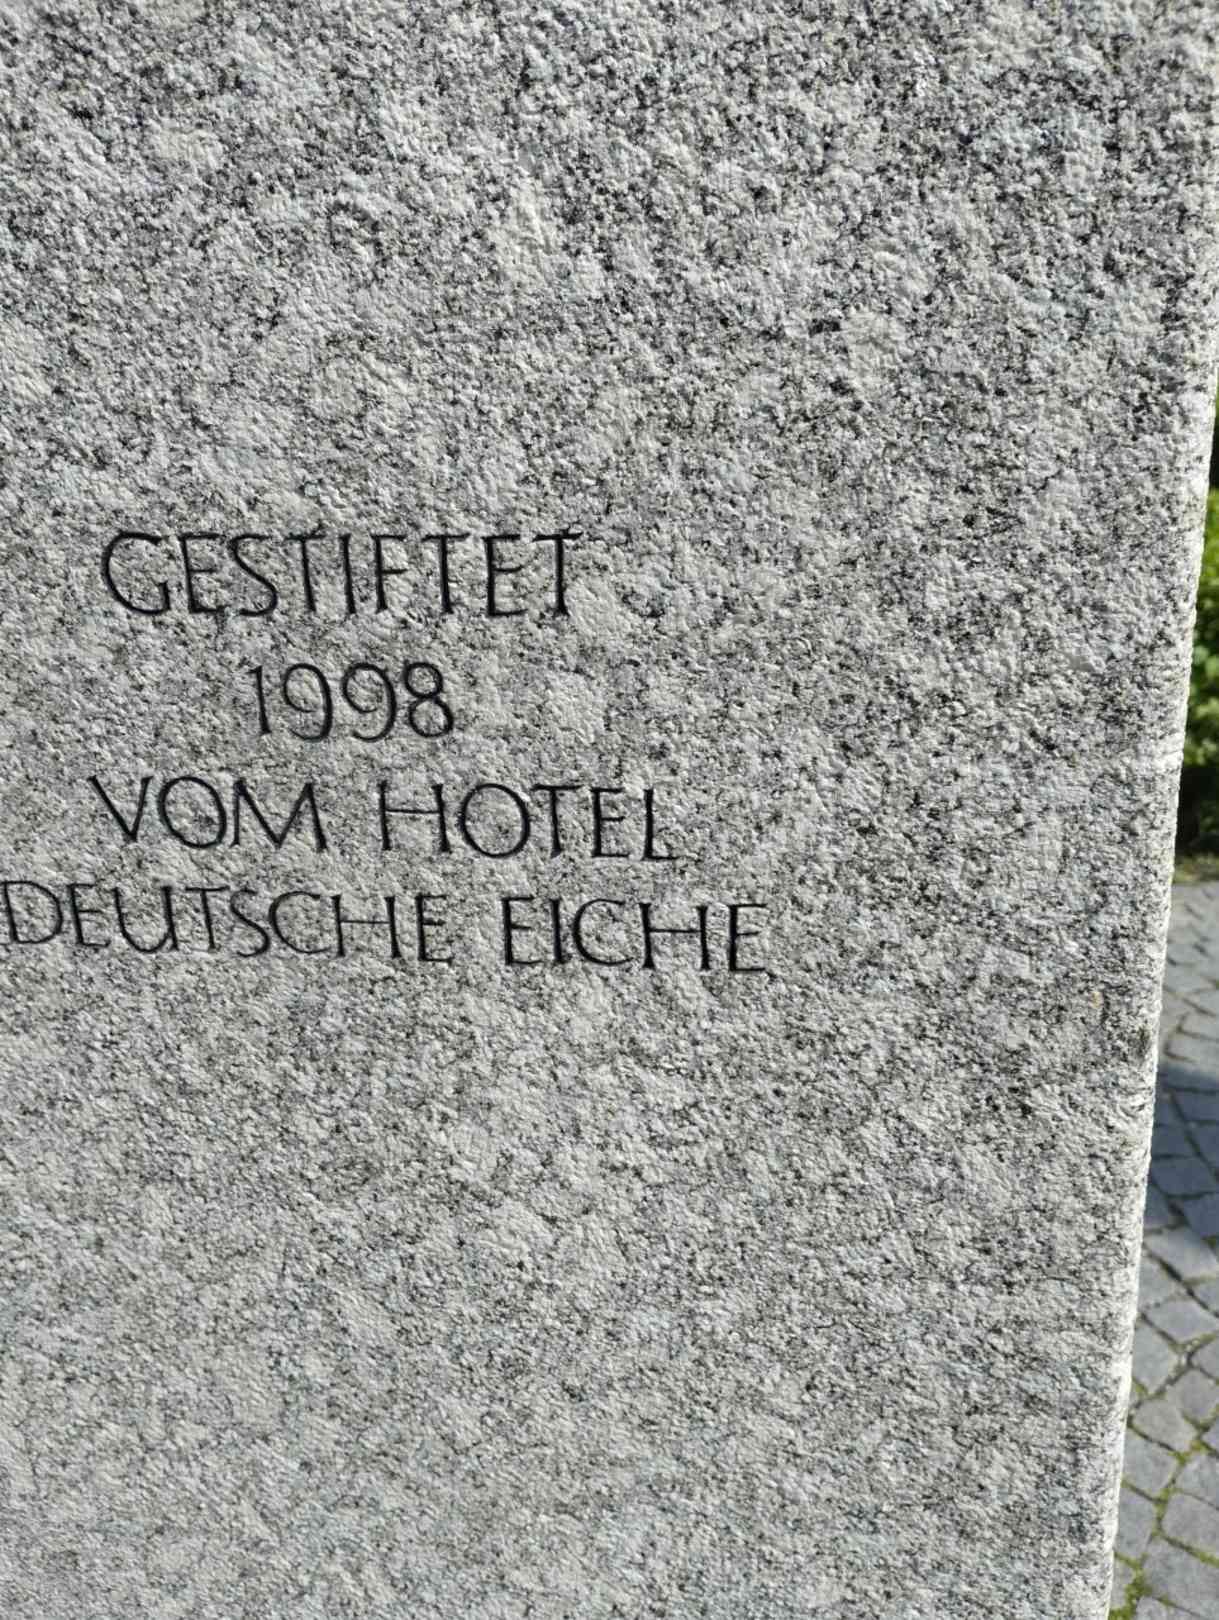 GESTIFTET
1998
VOM HOTEL
DEUTSCHE EICHE